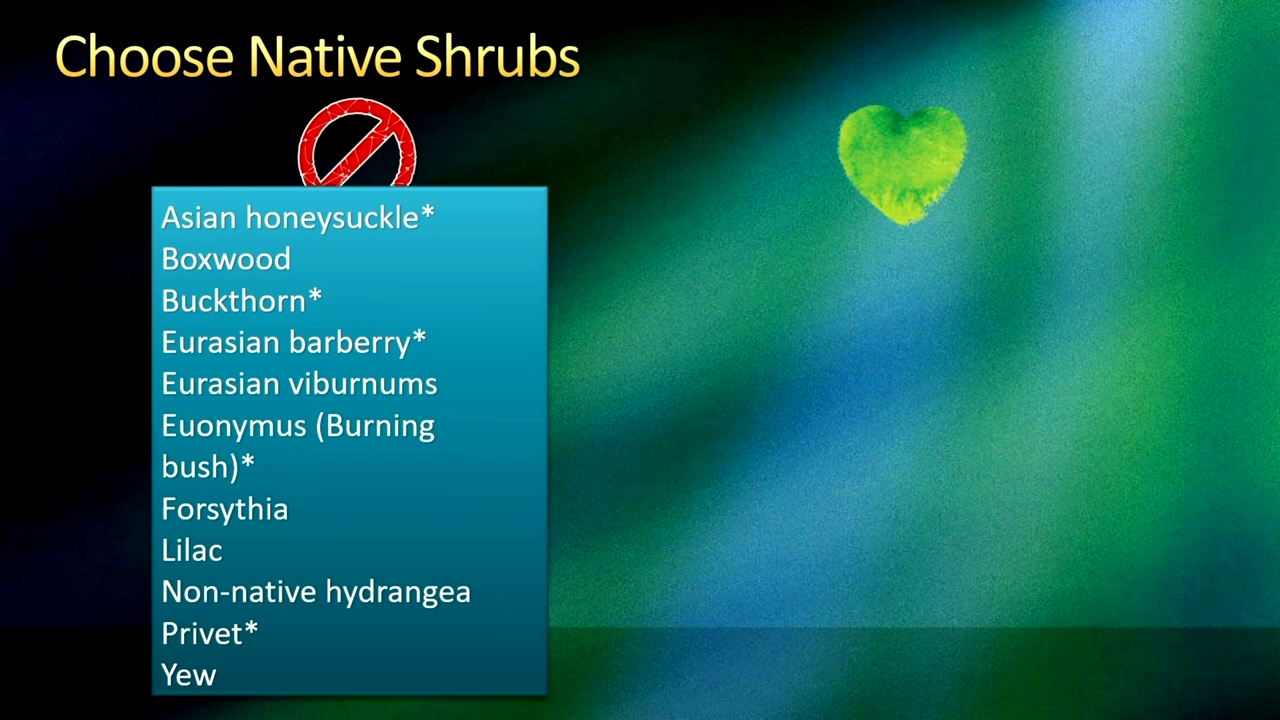 Choose Native Shrubs
Asian honeysuckle*
Boxwood
Buckthorn*
Eurasian barberry*
Eurasian viburnums
Euonymus (Burning
bush)*
Forsythia
Lilac
Non-native hydrangea
Privet*
Yew